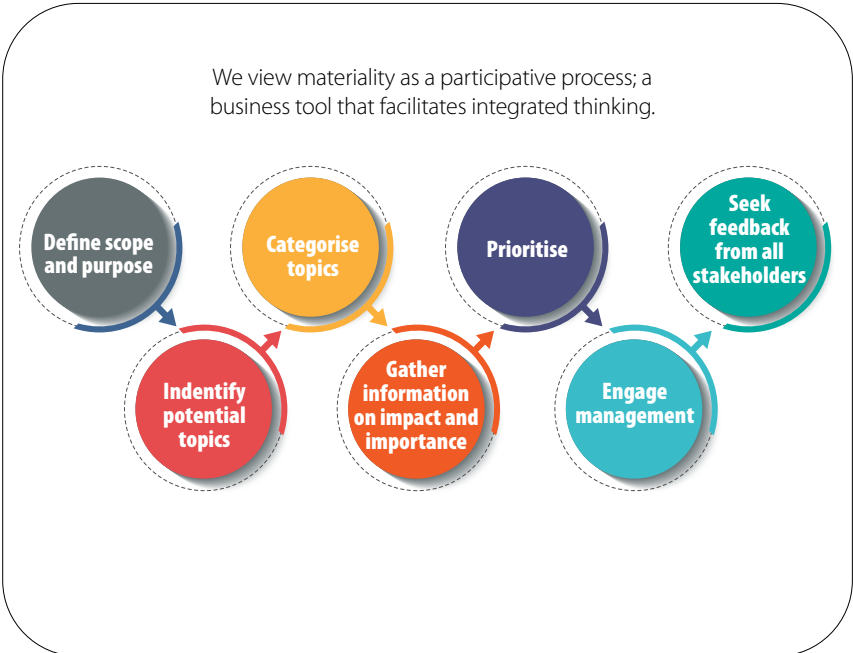 We view materiality as a participative process; a
business tool that facilitates integrated thinking.
Define scope
and purpose
Indentify
potential
topics
Categorise
topics
Gather
information
on impact and
importance
Prioritise
Engage
management
Seek
feedback
from all
stakeholders